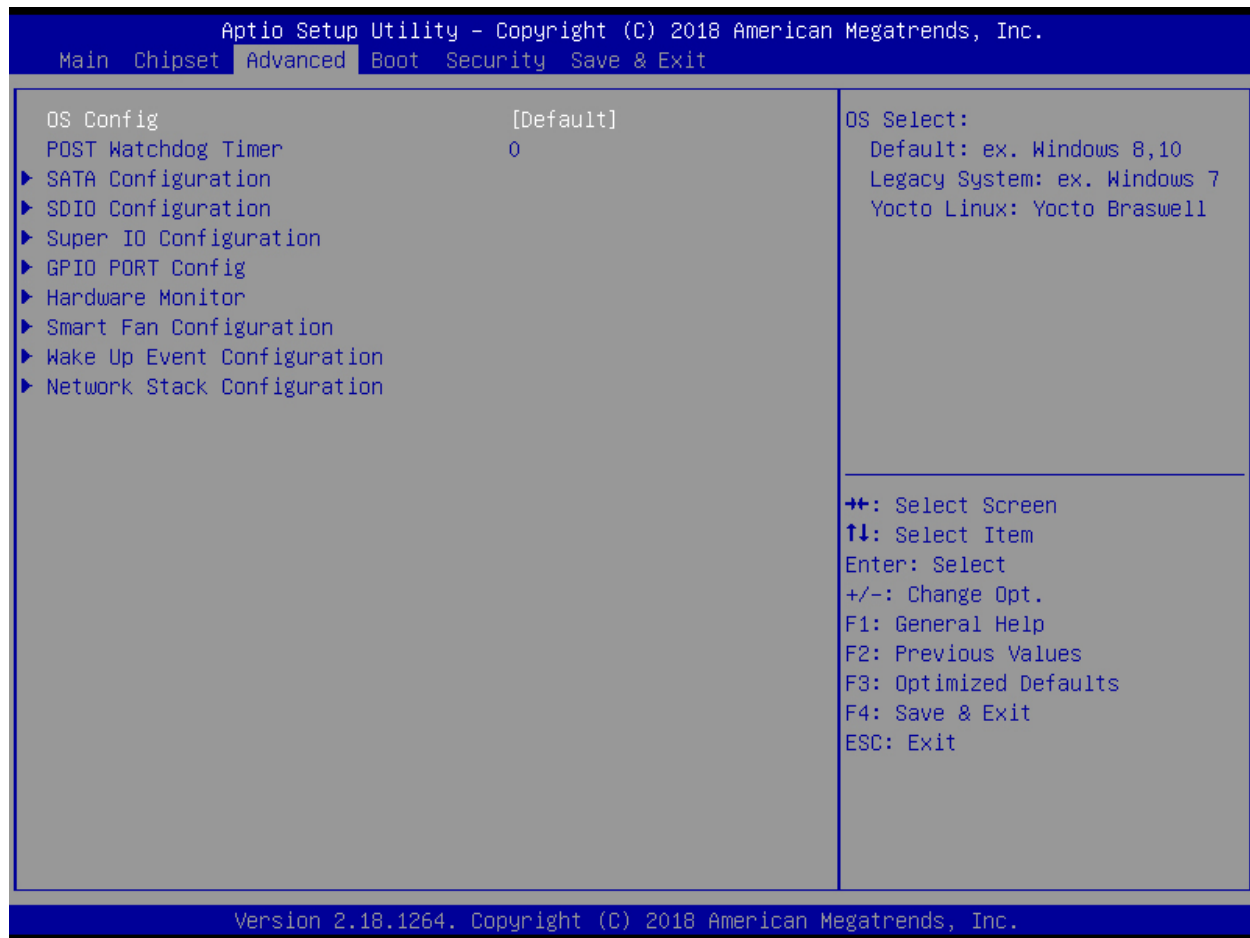 Aptio Setup Utility – Copyright (C) 2018 American Megatrends, Inc.
Main Chipset Advanced Boot Security Save & Exit
OS Config [Default]
POST Watchdog Timer 0
▶ SATA Configuration
▶ SDIO Configuration
▶ Super IO Configuration
▶ GPIO PORT Config
▶ Hardware Monitor
▶ Smart Fan Configuration
▶ Wake Up Event Configuration
▶ Network Stack Configuration
OS Select:
Default: ex. Windows 8,10
Legacy System: ex. Windows 7
Yocto Linux: Yocto Braswell
→←: Select Screen
↑↓: Select Item
Enter: Select
+/-: Change Opt.
F1: General Help
F2: Previous Values
F3: Optimized Defaults
F4: Save & Exit
ESC: Exit
Version 2.18.1264. Copyright (C) 2018 American Megatrends, Inc.